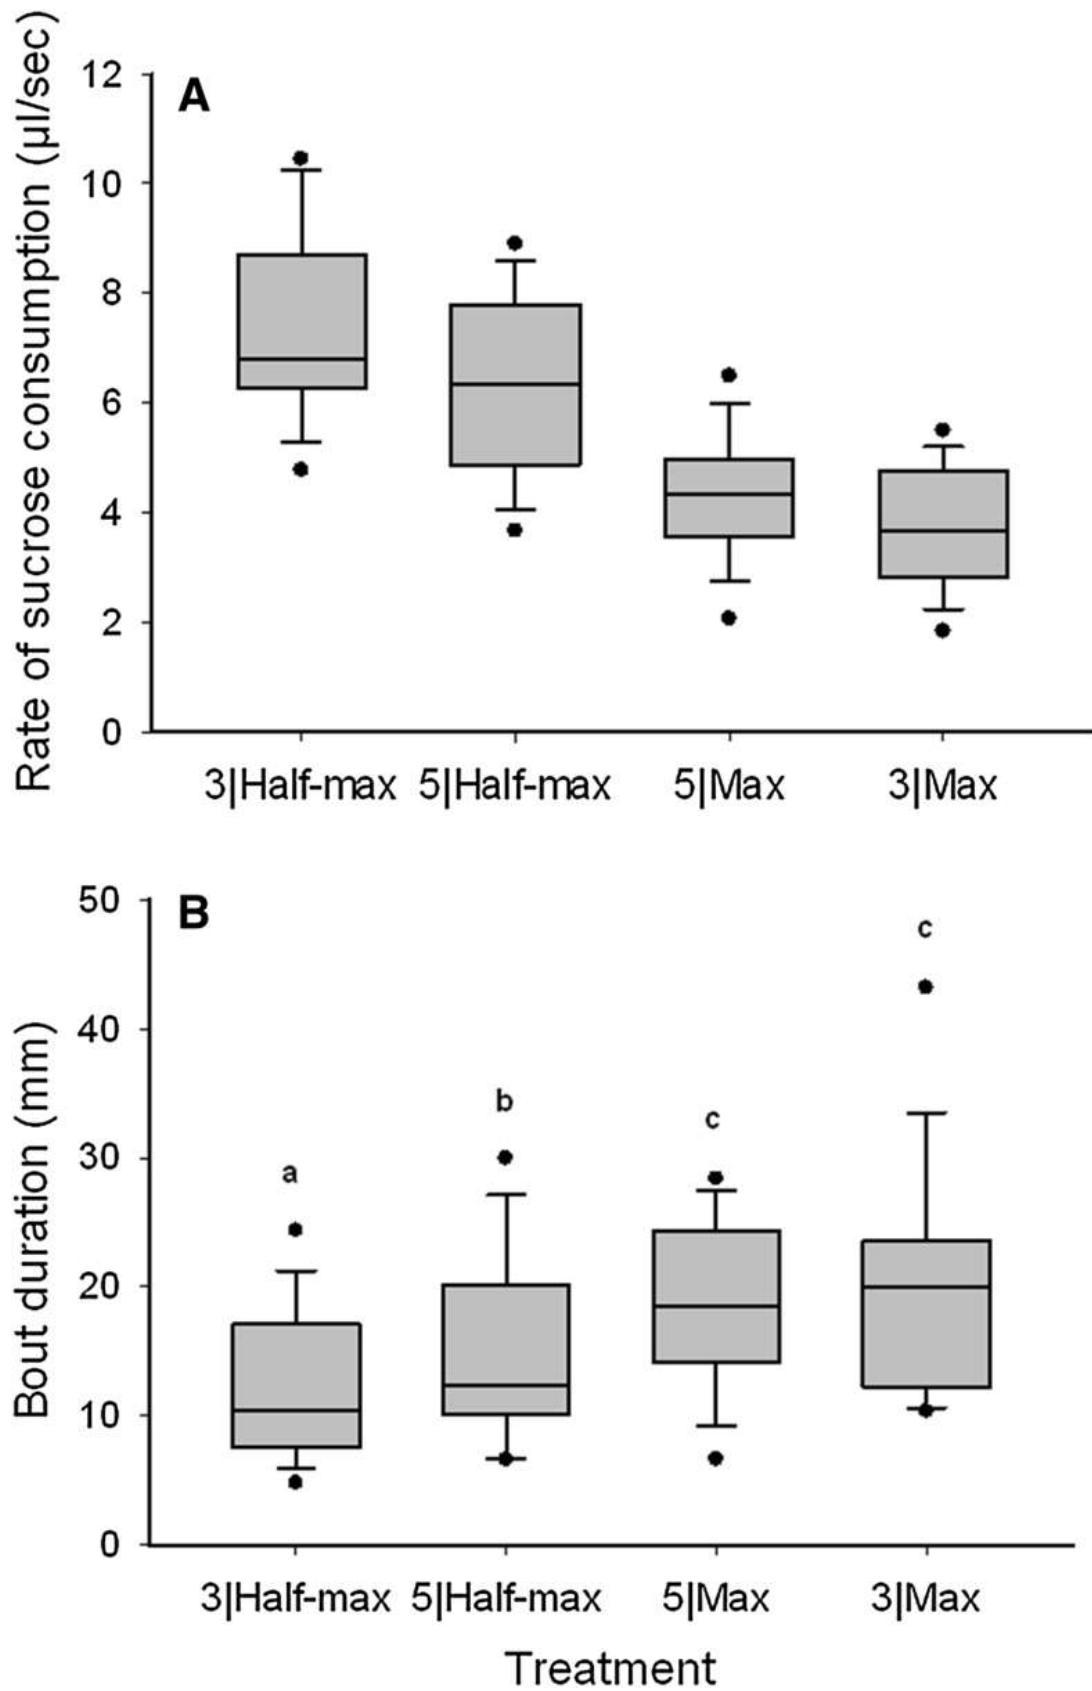 Rate of sucrose consumption (µl/sec)
A
12
10
8
6
4
2
0
3|Half-max 5|Half-max 5|Max 3|Max
Bout duration (mm)
B
50
40
30
20
10
0
a
b
c
c
3|Half-max 5|Half-max 5|Max 3|Max
Treatment